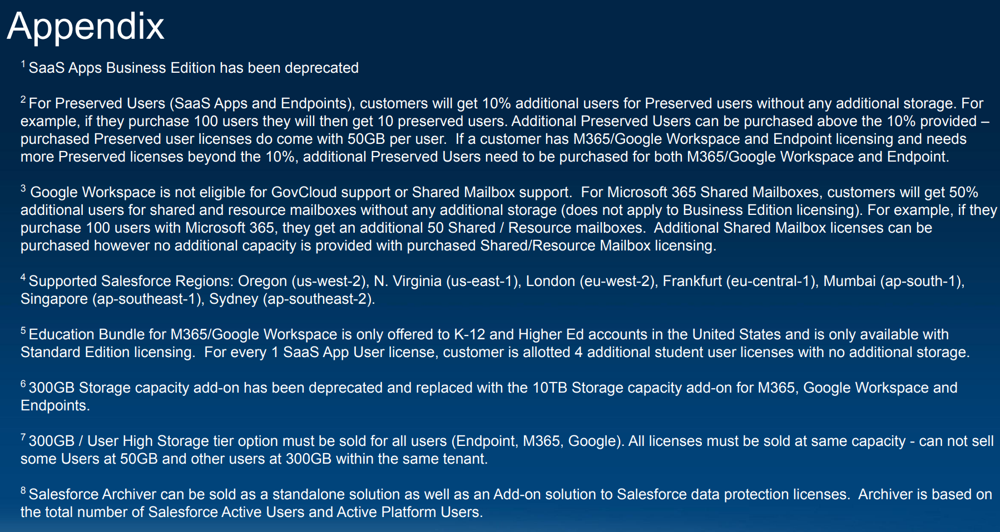 Appendix
1 SaaS Apps Business Edition has been deprecated
2 For Preserved Users (SaaS Apps and Endpoints), customers will get 10% additional users for Preserved users without any additional storage. For
example, if they purchase 100 users they will then get 10 preserved users. Additional Preserved Users can be purchased above the 10% provided –
purchased Preserved user licenses do come with 50GB per user.  If a customer has M365/Google Workspace and Endpoint licensing and needs
more Preserved licenses beyond the 10%, additional Preserved Users need to be purchased for both M365/Google Workspace and Endpoint.
3 Google Workspace is not eligible for GovCloud support or Shared Mailbox support.  For Microsoft 365 Shared Mailboxes, customers will get 50%
additional users for shared and resource mailboxes without any additional storage (does not apply to Business Edition licensing). For example, if they
purchase 100 users with Microsoft 365, they get an additional 50 Shared / Resource mailboxes.  Additional Shared Mailbox licenses can be
purchased however no additional capacity is provided with purchased Shared/Resource Mailbox licensing.
4 Supported Salesforce Regions: Oregon (us-west-2), N. Virginia (us-east-1), London (eu-west-2), Frankfurt (eu-central-1), Mumbai (ap-south-1),
Singapore (ap-southeast-1), Sydney (ap-southeast-2).
5 Education Bundle for M365/Google Workspace is only offered to K-12 and Higher Ed accounts in the United States and is only available with
Standard Edition licensing.  For every 1 SaaS App User license, customer is allotted 4 additional student user licenses with no additional storage.
6 300GB Storage capacity add-on has been deprecated and replaced with the 10TB Storage capacity add-on for M365, Google Workspace and
Endpoints.
7 300GB / User High Storage tier option must be sold for all users (Endpoint, M365, Google). All licenses must be sold at same capacity - can not sell
some Users at 50GB and other users at 300GB within the same tenant.
8 Salesforce Archiver can be sold as a standalone solution as well as an Add-on solution to Salesforce data protection licenses.  Archiver is based on
the total number of Salesforce Active Users and Active Platform Users.